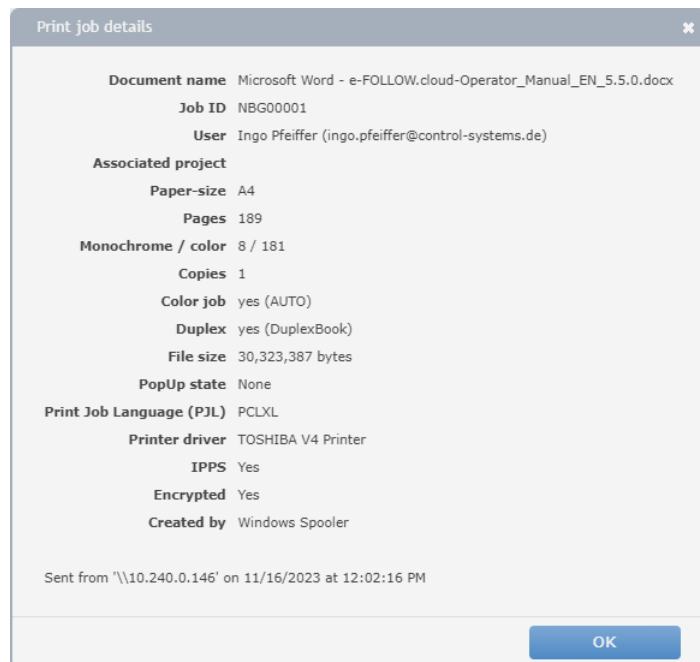 Print job details
Document name Microsoft Word - e-FOLLOW.cloud-Operator_Manual_EN_5.5.0.docx
Job ID NBG00001
User Ingo Pfeiffer (ingo.pfeiffer@control-systems.de)
Associated project
Paper-size A4
Pages 189
Monochrome / color 8 / 181
Copies 1
Color job yes (AUTO)
Duplex yes (DuplexBook)
File size 30,323,387 bytes
PopUp state None
Print Job Language (PJL) PCLXL
Printer driver TOSHIBA V4 Printer
IPPS Yes
Encrypted Yes
Created by Windows Spooler
Sent from '\\10.240.0.146' on 11/16/2023 at 12:02:16 PM
OK